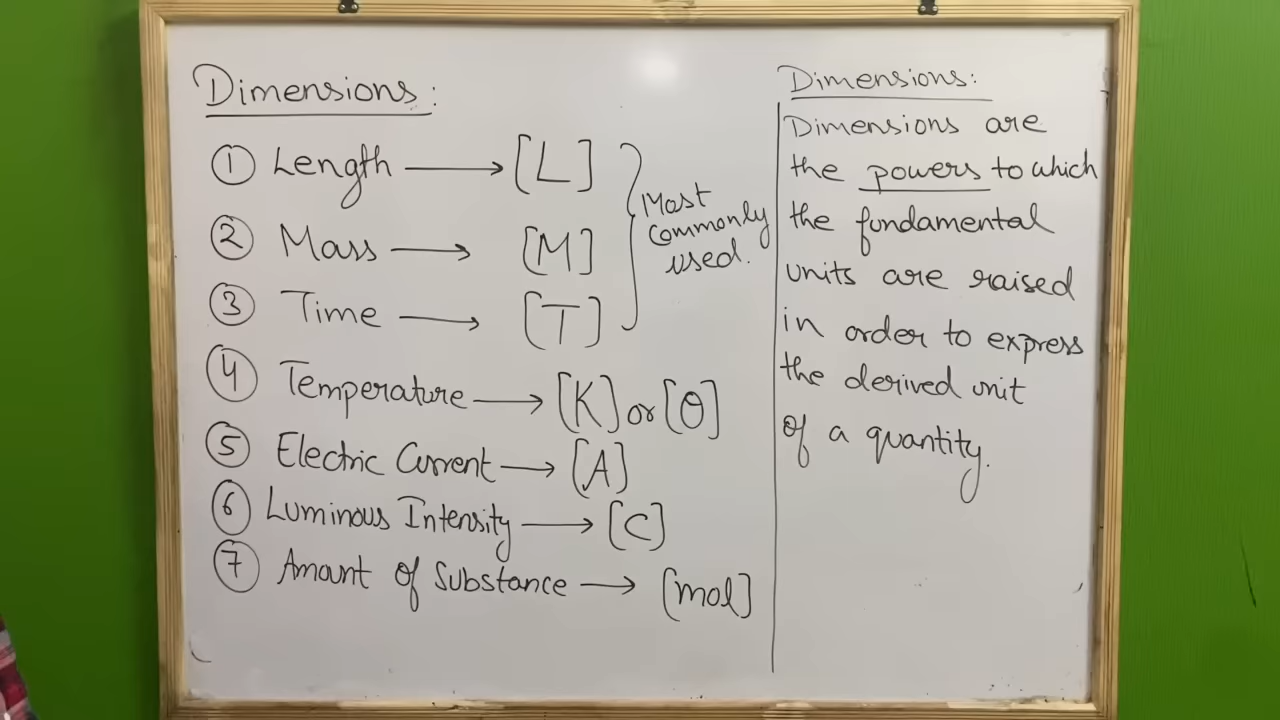 Dimensions:
① Length → [L]
② Mass → [M]
③ Time → [T]
Most
commonly
used.
④ Temperature → [K] or [θ]
⑤ Electric Current → [A]
⑥ Luminous Intensity → [C]
⑦ Amount of Substance → [mol]
Dimensions:
Dimensions are
the powers to which
the fundamental
units are raised
in order to express
the derived unit
of a quantity.